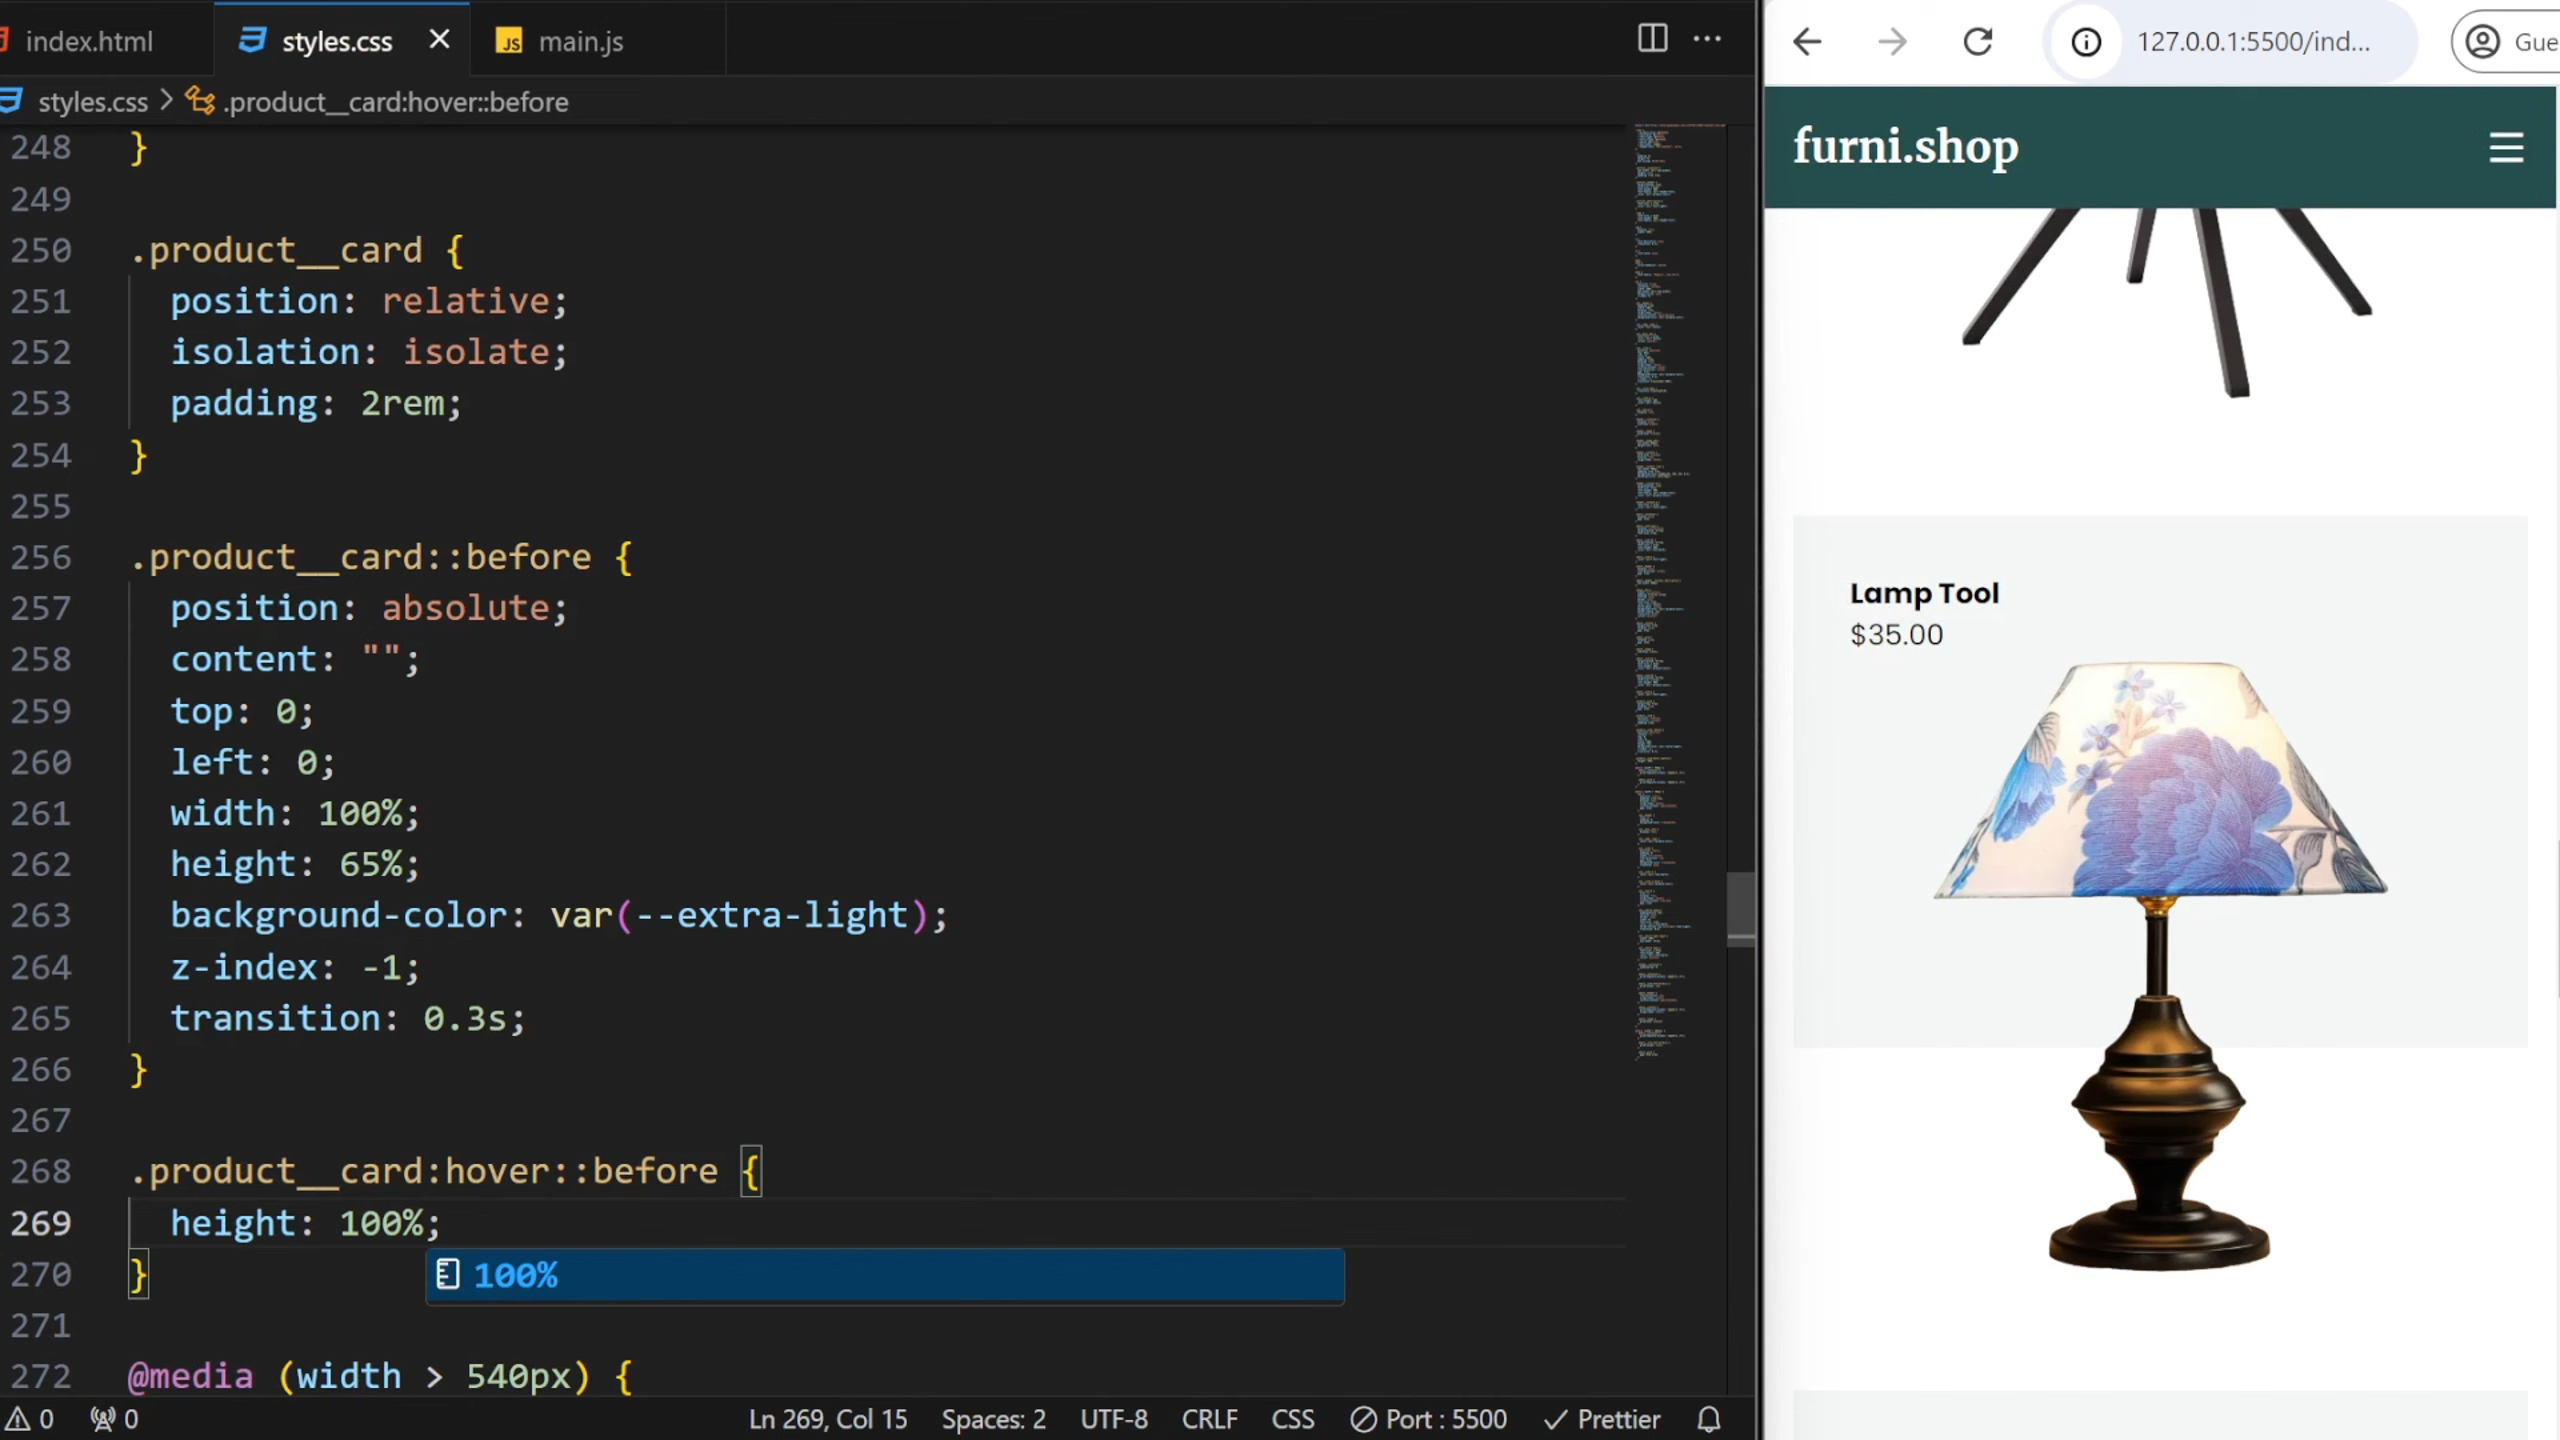 index.html
styles.css
JS main.js
styles.css > .product__card:hover::before
248 }
249
250 .product__card {
251 position: relative;
252 isolation: isolate;
253 padding: 2rem;
254 }
255
256 .product__card::before {
257 position: absolute;
258 content: "";
259 top: 0;
260 left: 0;
261 width: 100%;
262 height: 65%;
263 background-color: var(--extra-light);
264 z-index: -1;
265 transition: 0.3s;
266 }
267
268 .product__card:hover::before {
269 height: 100%;
270 }
100%
271
272 @media (width > 540px) {
0 0 Ln 269, Col 15 Spaces: 2 UTF-8 CRLF CSS Port : 5500 Prettier
127.0.0.1:5500/ind...
Gue
furni.shop
Lamp Tool
$35.00